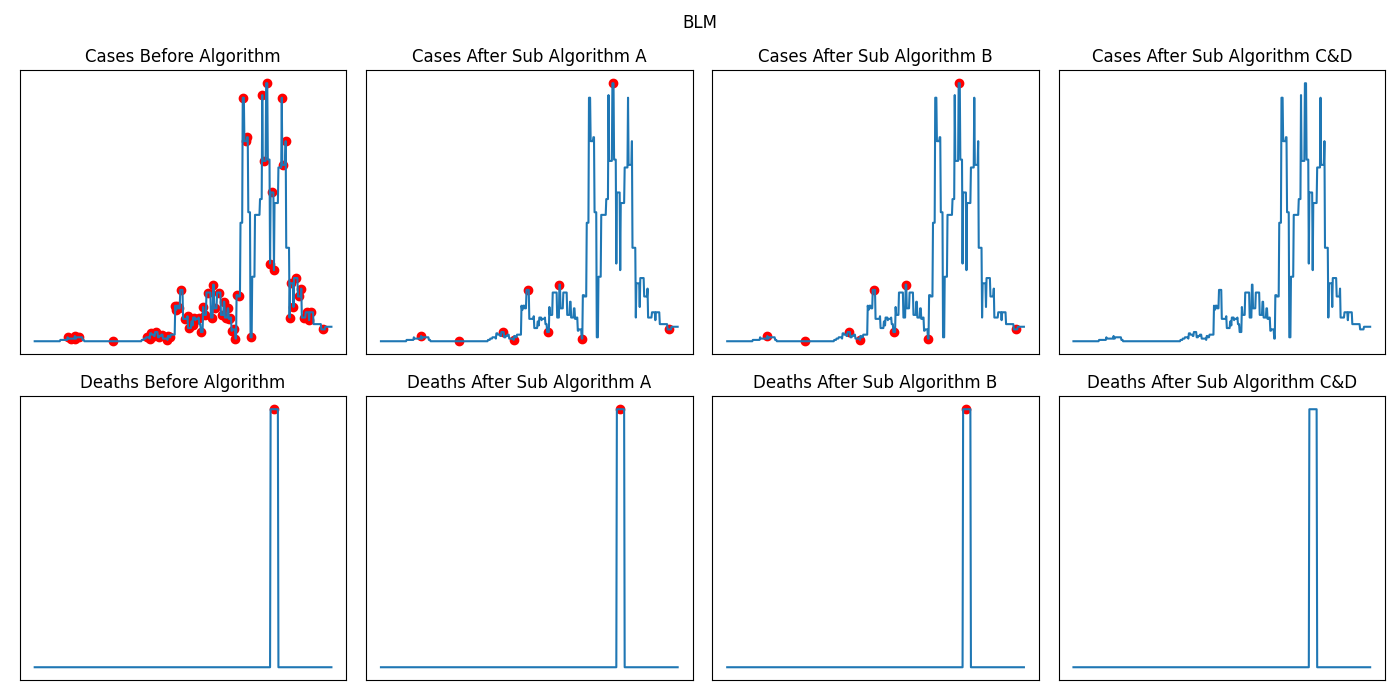 BLM
Cases Before Algorithm
Cases After Sub Algorithm A
Cases After Sub Algorithm B
Cases After Sub Algorithm C&D
Deaths Before Algorithm
Deaths After Sub Algorithm A
Deaths After Sub Algorithm B
Deaths After Sub Algorithm C&D